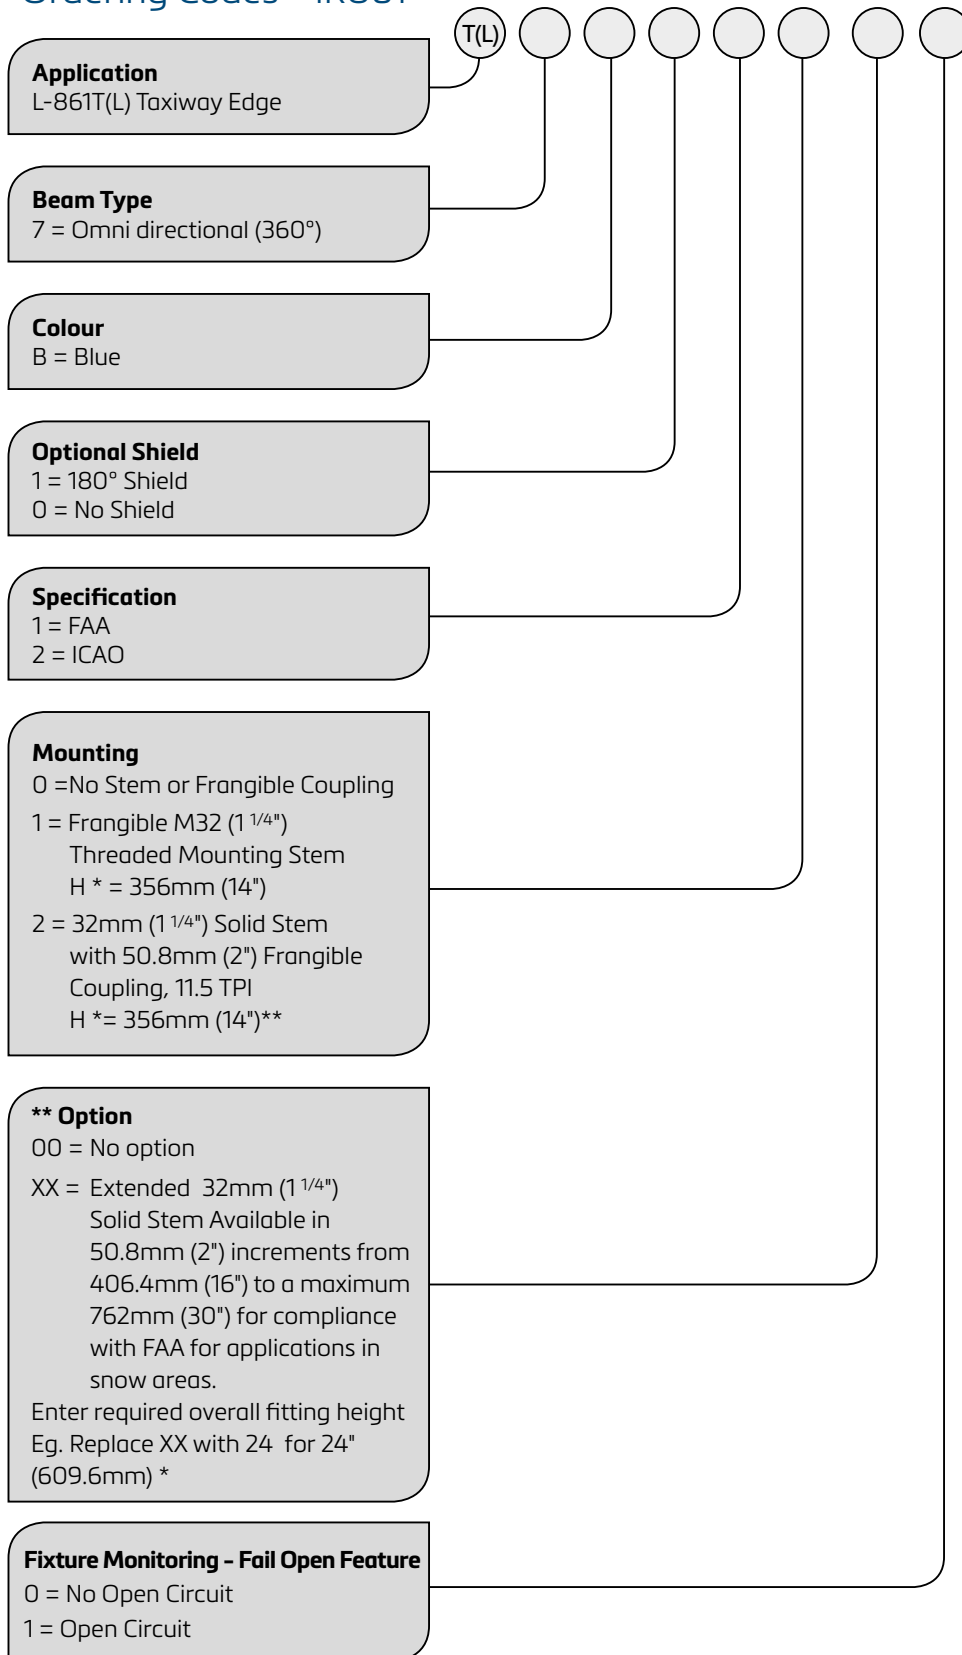 T(L)
Application
L-861T(L) Taxiway Edge
Beam Type
7 = Omni directional (360°)
Colour
B = Blue
Optional Shield
1 = 180° Shield
0 = No Shield
Specification
1 = FAA
2 = ICAO
Mounting
0 =No Stem or Frangible Coupling
1 = Frangible M32 (1 1/4")
Threaded Mounting Stem
H * = 356mm (14")
2 = 32mm (1 1/4") Solid Stem
with 50.8mm (2") Frangible
Coupling, 11.5 TPI
H *= 356mm (14")**
** Option
00 = No option
XX = Extended 32mm (1 1/4")
Solid Stem Available in
50.8mm (2") increments from
406.4mm (16") to a maximum
762mm (30") for compliance
with FAA for applications in
snow areas.
Enter required overall fitting height
Eg. Replace XX with 24 for 24"
(609.6mm) *
Fixture Monitoring - Fail Open Feature
0 = No Open Circuit
1 = Open Circuit